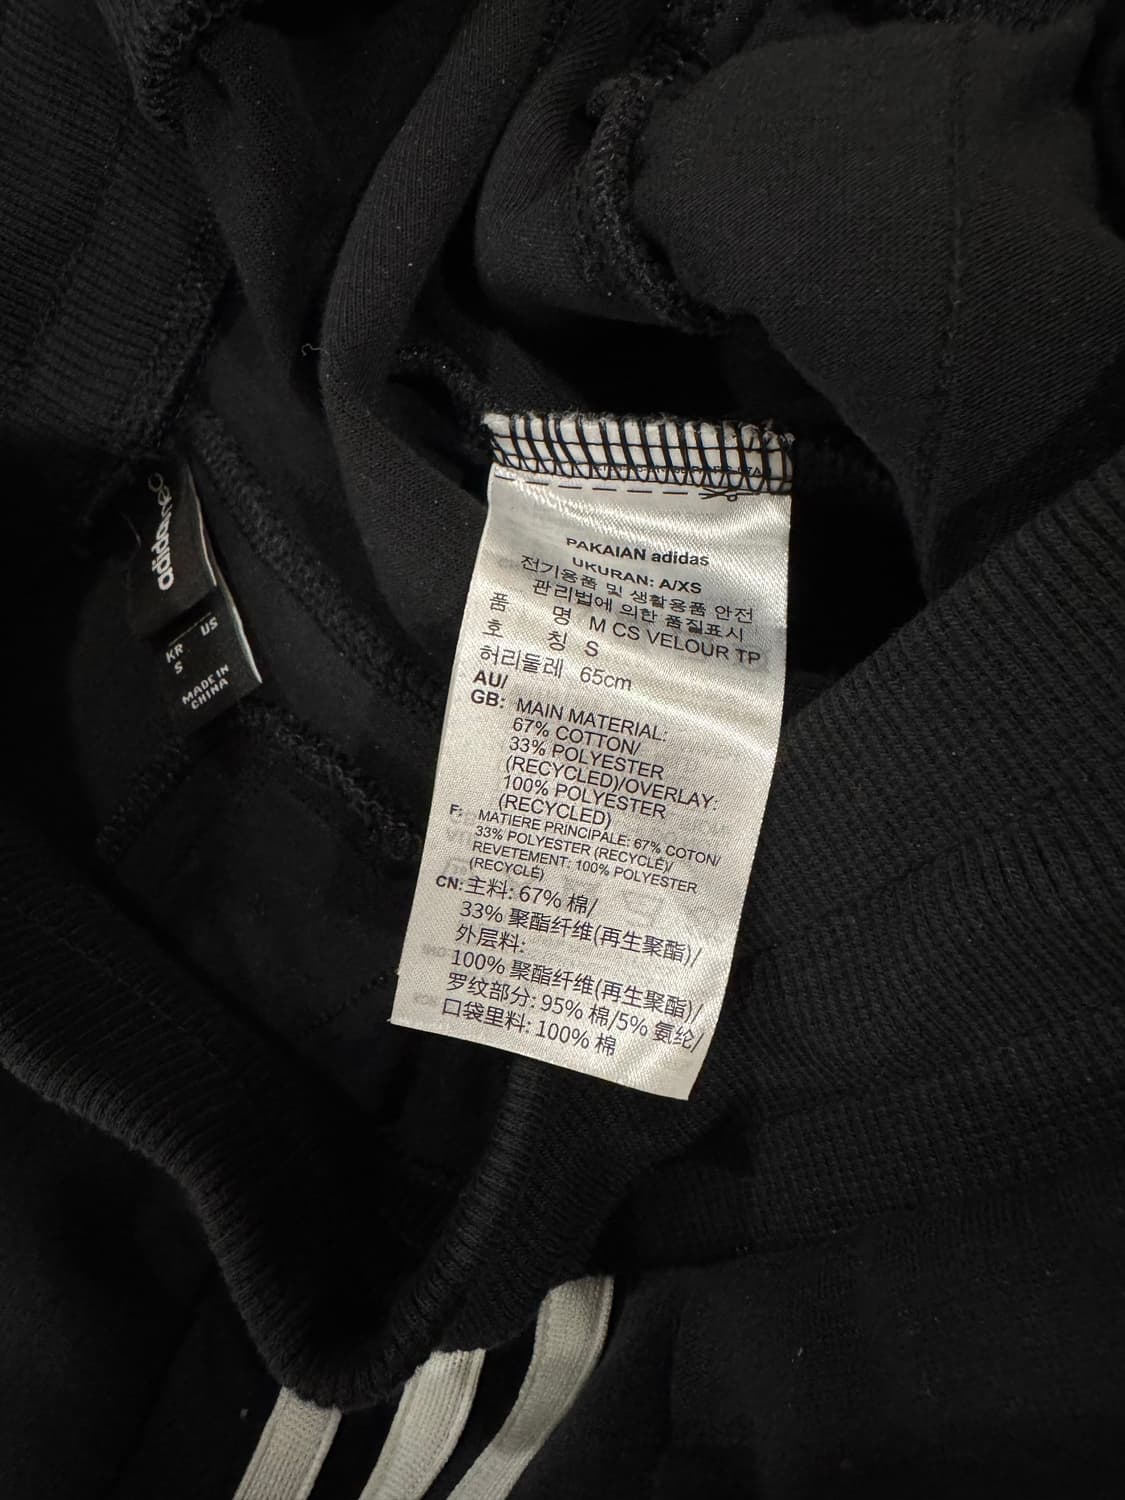 adidas
US
KR
S
MADE IN
CHINA
PAKAIAN adidas
UKURAN: A/XS
전기용품 및 생활용품 안전
관리법에 의한 품질표시
품 명 M CS VELOUR TP
호 칭 S
허리둘레 65cm
AU/
GB: MAIN MATERIAL:
67% COTTON/
33% POLYESTER
(RECYCLED)/OVERLAY:
100% POLYESTER
(RECYCLED)
F: MATIERE PRINCIPALE: 67% COTON/
33% POLYESTER (RECYCLÉ)/
REVETEMENT: 100% POLYESTER
(RECYCLÉ)
CN: 主料: 67% 棉/
33% 聚酯纤维(再生聚酯)/
外层料:
100% 聚酯纤维(再生聚酯)/
罗纹部分: 95% 棉/5% 氨纶/
口袋里料: 100% 棉